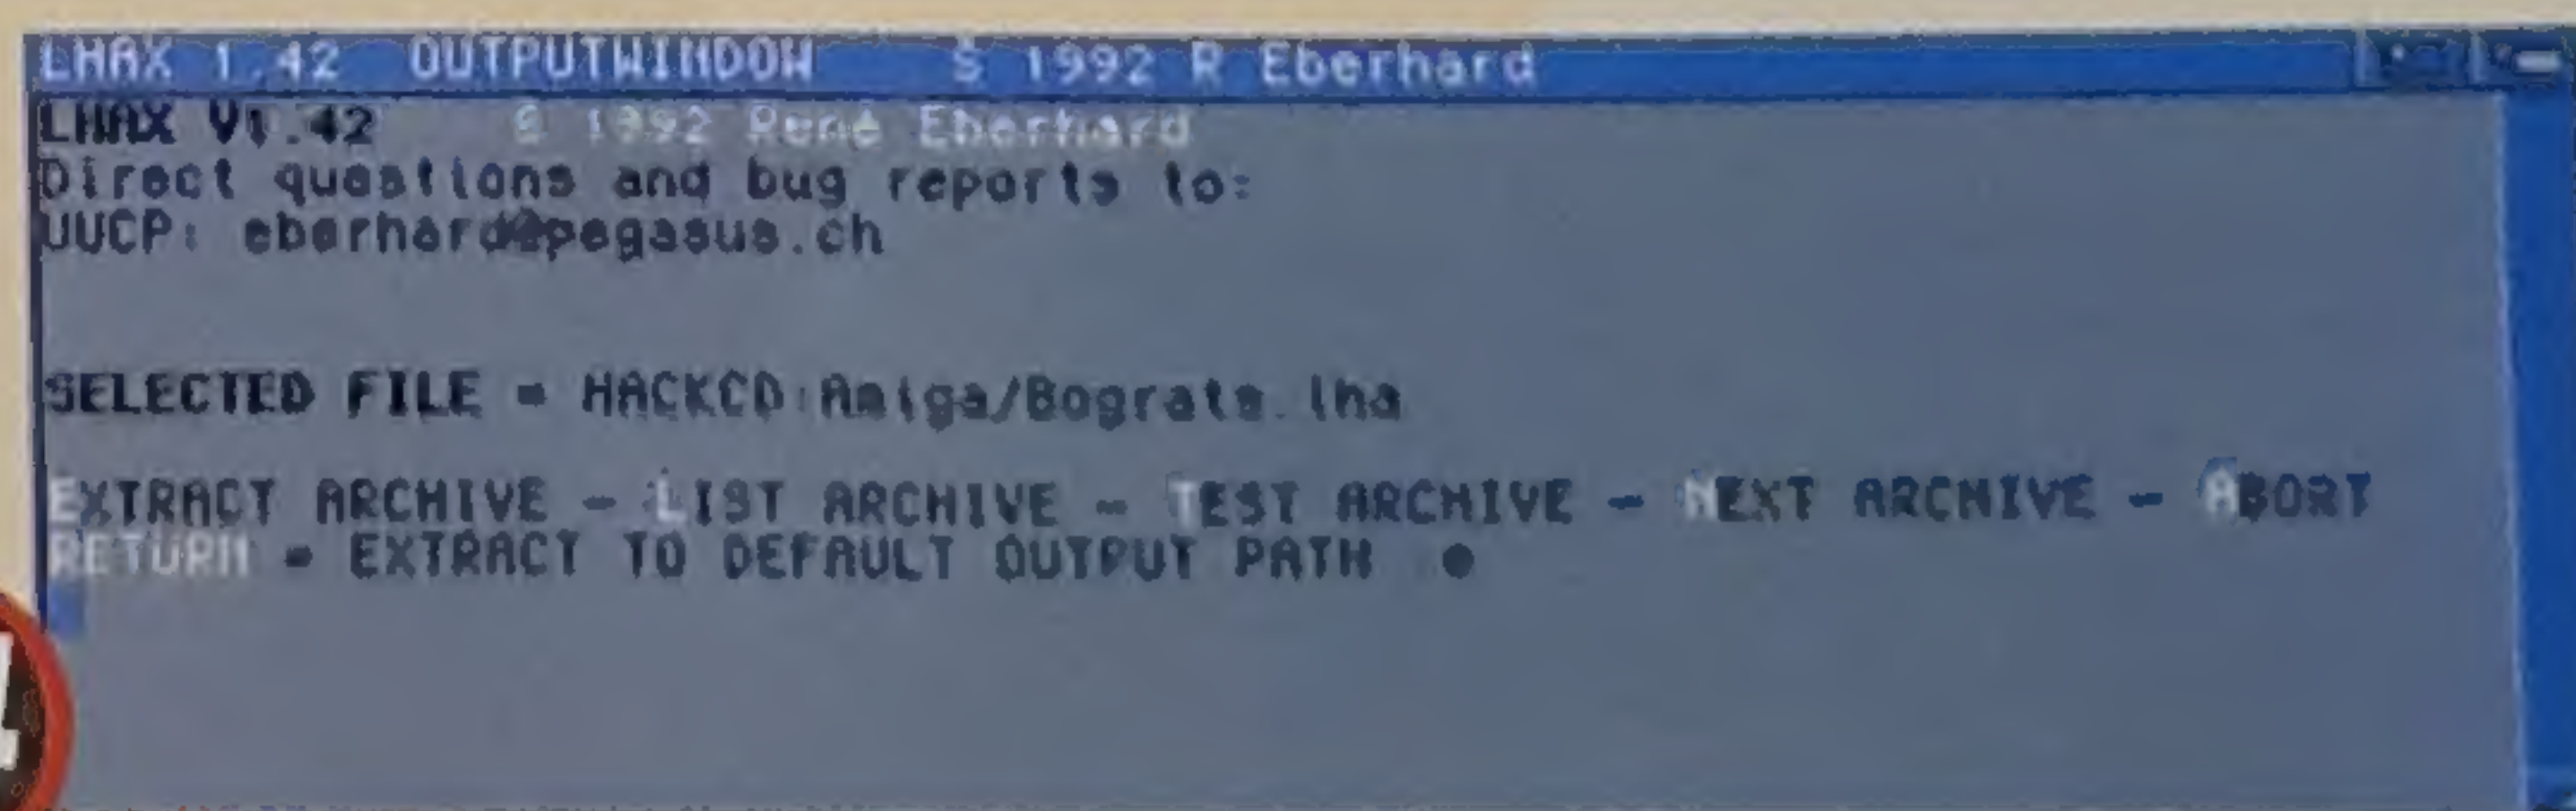 LHAX 1.42 OUTPUTWINDOW © 1992 R Eberhard
LHAX V1.42 © 1992 René Eberhard
Direct questions and bug reports to:
UUCP: eberhard@pegasus.ch
SELECTED FILE = HACKCD:Amiga/Bograts.lha
EXTRACT ARCHIVE - LIST ARCHIVE - TEST ARCHIVE - NEXT ARCHIVE - ABORT
RETURN = EXTRACT TO DEFAULT OUTPUT PATH